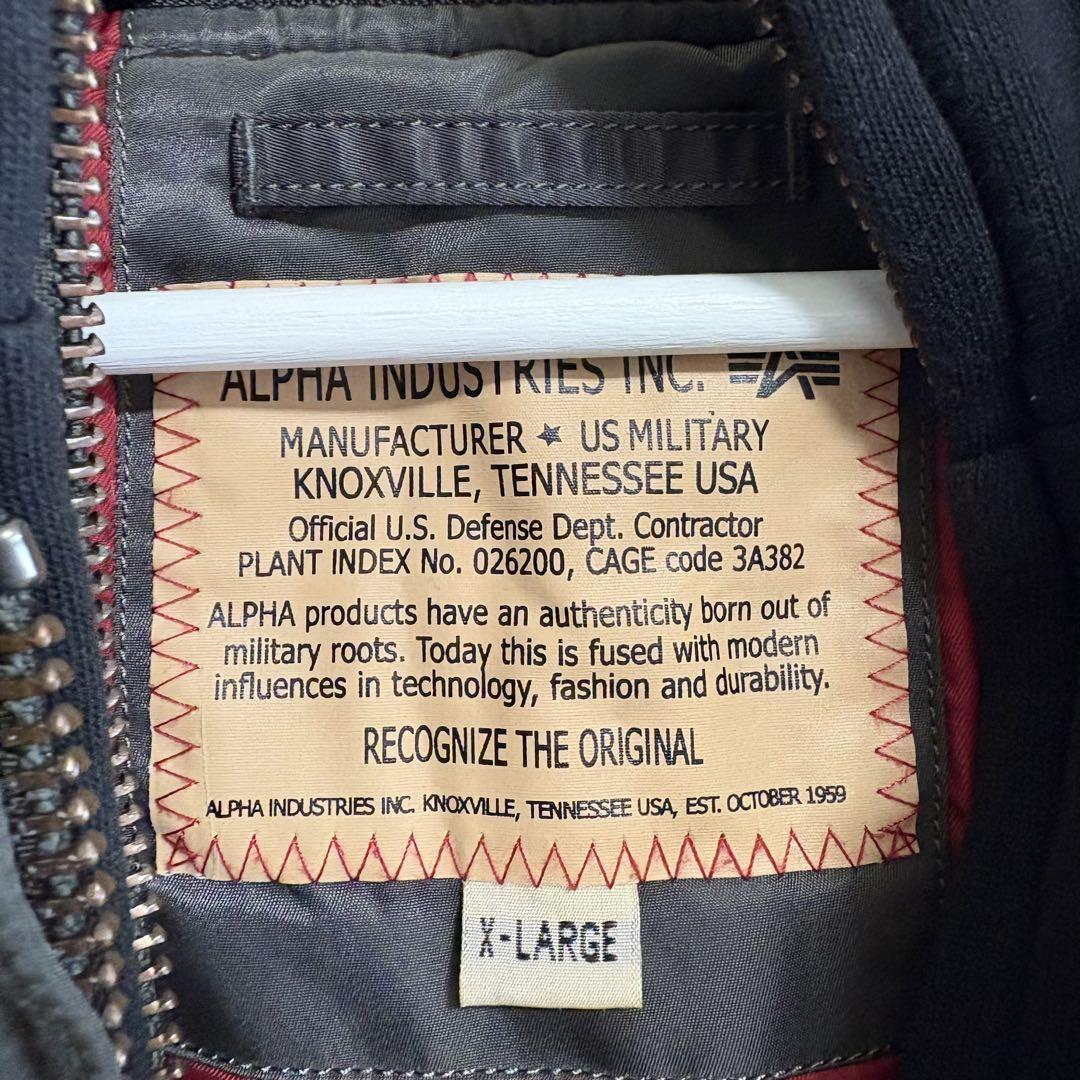 ALPHA INDUSTRIES INC.
MANUFACTURER ★ US MILITARY
KNOXVILLE, TENNESSEE USA
Official U.S. Defense Dept. Contractor
PLANT INDEX No. 026200, CAGE code 3A382
ALPHA products have an authenticity born out of
military roots. Today this is fused with modern
influences in technology, fashion and durability.
RECOGNIZE THE ORIGINAL
ALPHA INDUSTRIES INC. KNOXVILLE, TENNESSEE USA, EST. OCTOBER 1959
X-LARGE